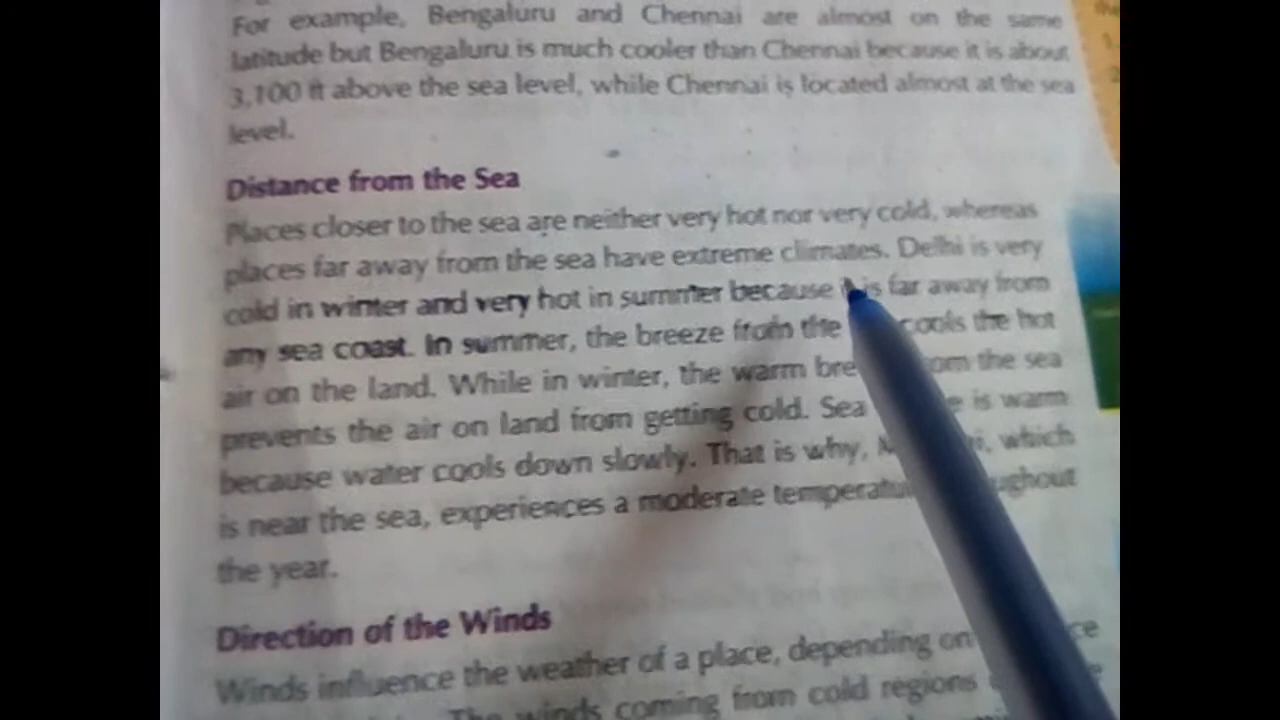 For example, Bengaluru and Chennai are almost on the same
latitude but Bengaluru is much cooler than Chennai because it is about
3,100 ft above the sea level, while Chennai is located almost at the sea
level.
Distance from the Sea
Places closer to the sea are neither very hot nor very cold, whereas
places far away from the sea have extreme climates. Delhi is very
cold in winter and very hot in summer because it is far away from
any sea coast. In summer, the breeze from the cools the hot
air on the land. While in winter, the warm from the sea
prevents the air on land from getting cold. Sea is warm
because water cools down slowly. That is why, which
is near the sea, experiences a moderate temperature throughout
the year.
Direction of the Winds
Winds influence the weather of a place, depending on
The winds coming from cold regions